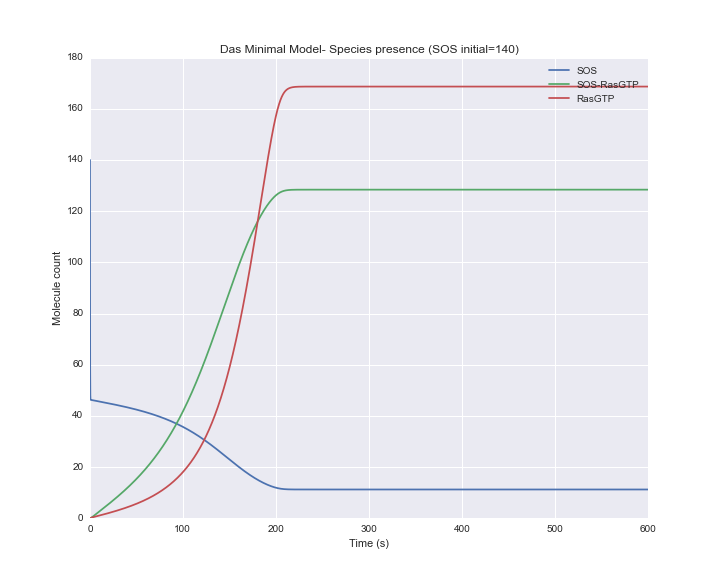 Das Minimal Model- Species presence (SOS initial=140)
180
160
140
120
100
80
60
40
20
0
Molecule count
SOS
SOS-RasGTP
RasGTP
0 100 200 300 400 500 600
Time (s)